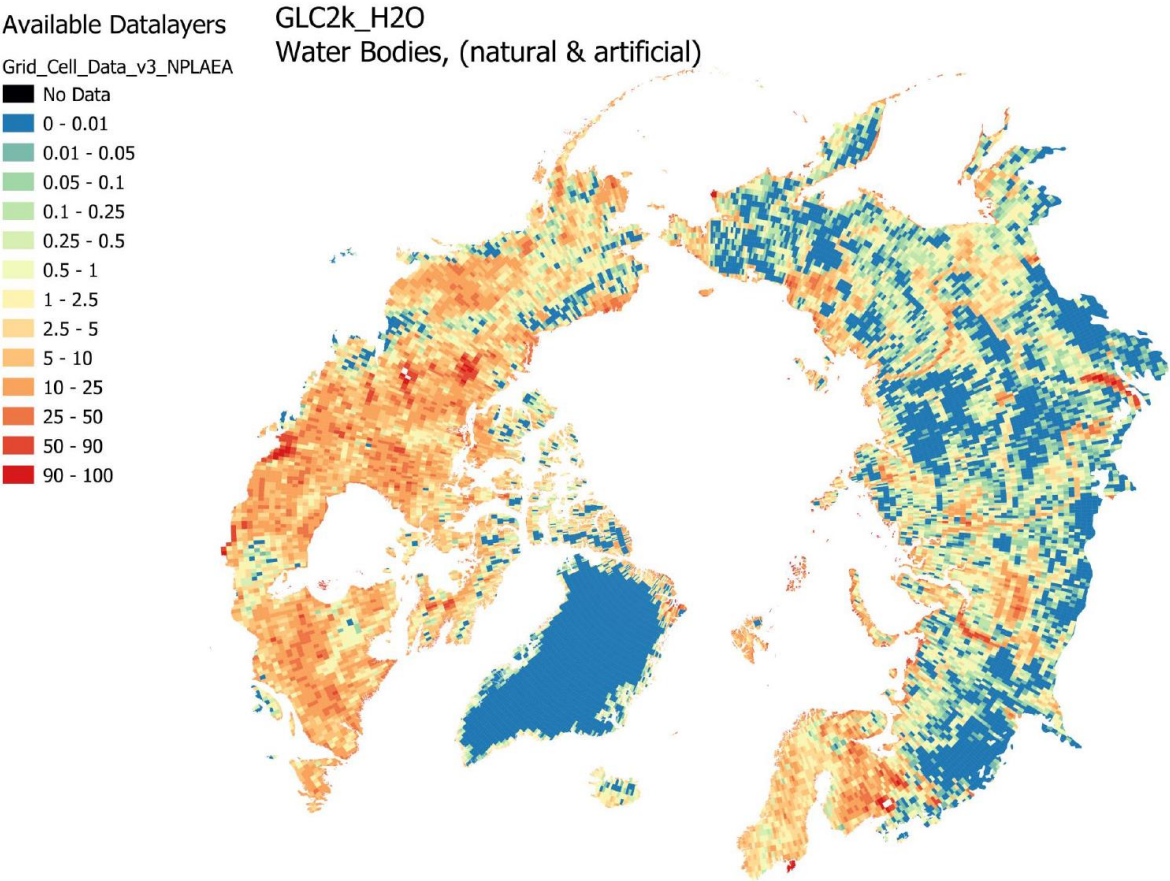 Available Datalayers
GLC2k_H2O
Water Bodies, (natural & artificial)
Grid_Cell_Data_v3_NPLAEA
No Data
0 - 0.01
0.01 - 0.05
0.05 - 0.1
0.1 - 0.25
0.25 - 0.5
0.5 - 1
1 - 2.5
2.5 - 5
5 - 10
10 - 25
25 - 50
50 - 90
90 - 100